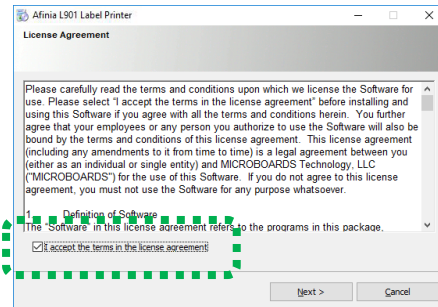 Afinia L901 Label Printer
License Agreement
Please carefully read the terms and conditions upon which we license the Software for
use. Please select "I accept the terms in the license agreement" before installing and
using this Software if you agree with all the terms and conditions herein. You further
agree that your employees or any person you authorize to use the Software will also be
bound by the terms and conditions of this license agreement. This license agreement
(including any amendments to it from time to time) is a legal agreement between you
(either as an individual or single entity) and MICROBOARDS Technology, LLC
("MICROBOARDS") for the use of this Software. If you do not agree to this license
agreement, you must not use the Software for any purpose whatsoever.
1. Definition of Software
The "Software" in this license agreement refers to the programs in this package,
I accept the terms in the license agreement
Next > Cancel